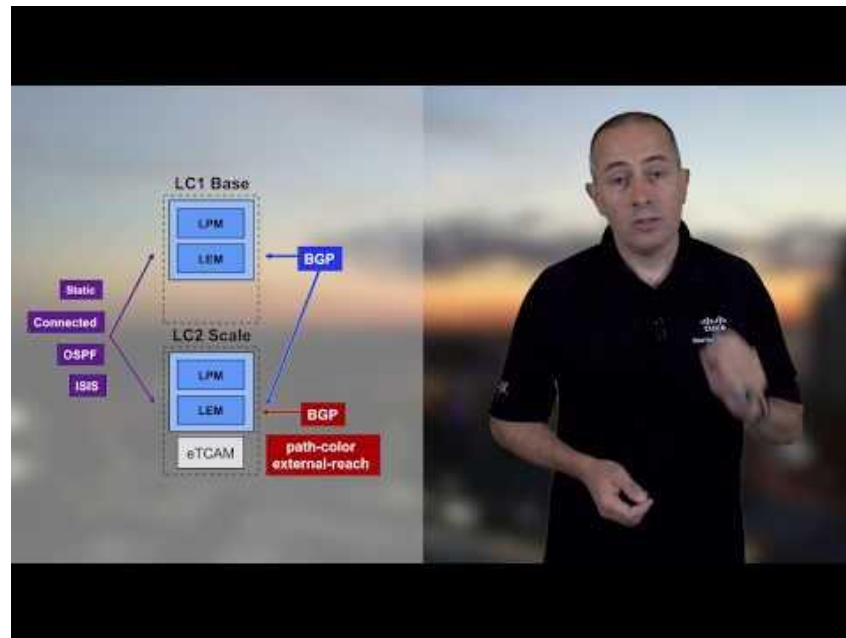 LC1 Base
LPM
LEM
BGP
Static
Connected
OSPF
ISIS
LC2 Scale
LPM
LEM
BGP
eTCAM
path-color
external-reach